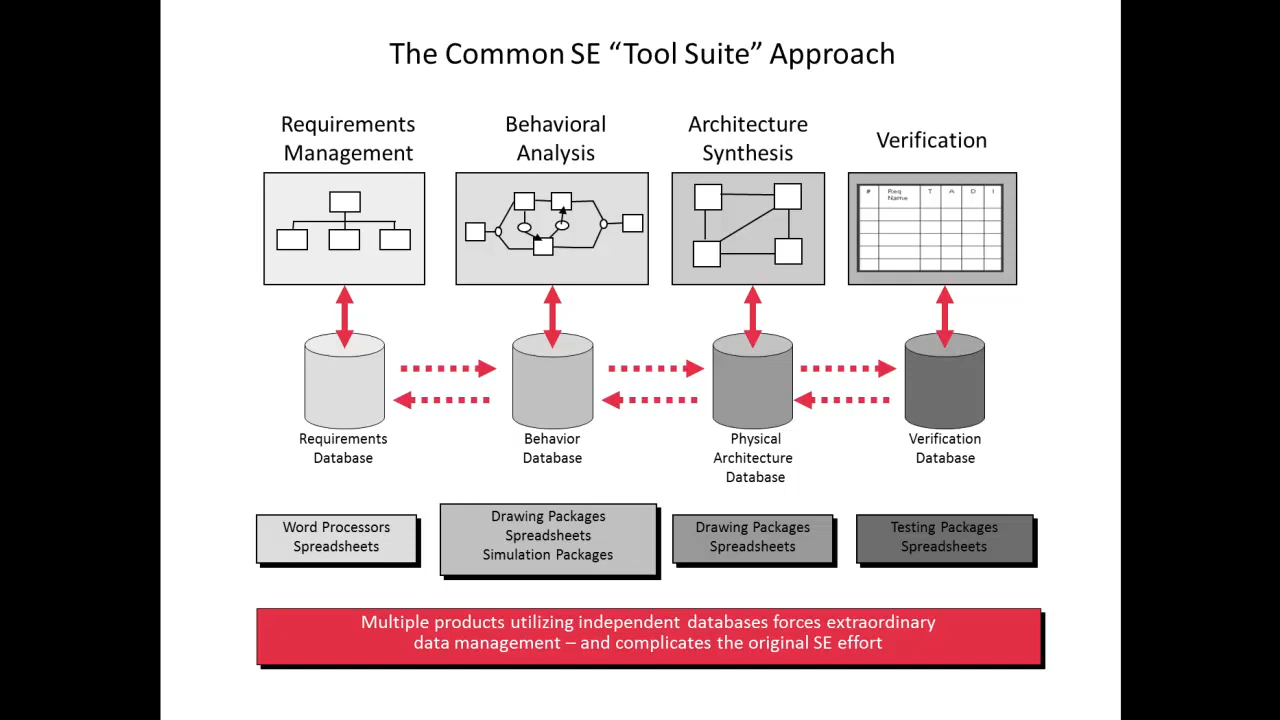 The Common SE “Tool Suite” Approach
Requirements
Management
Behavioral
Analysis
Architecture
Synthesis
Verification
# Req Name T A D I
Requirements
Database
Behavior
Database
Physical
Architecture
Database
Verification
Database
Word Processors
Spreadsheets
Drawing Packages
Spreadsheets
Simulation Packages
Drawing Packages
Spreadsheets
Testing Packages
Spreadsheets
Multiple products utilizing independent databases forces extraordinary
data management – and complicates the original SE effort